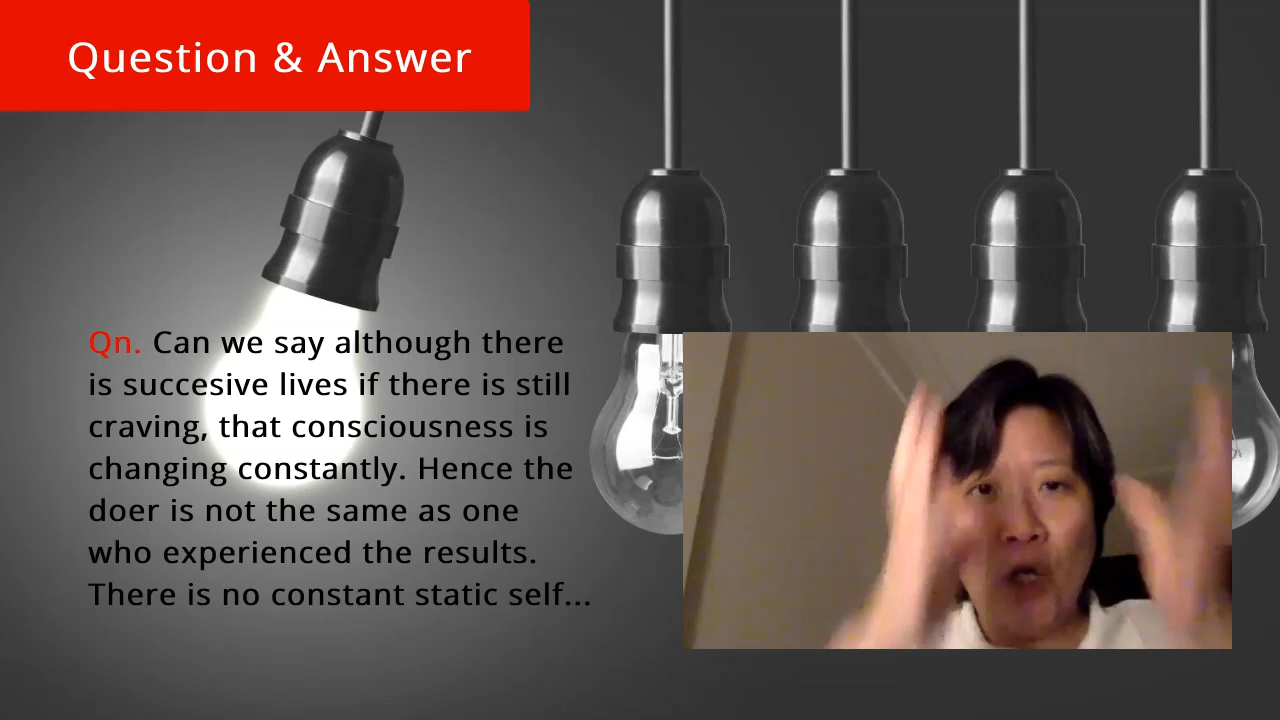 Question & Answer
Qn. Can we say although there
is succesive lives if there is still
craving, that consciousness is
changing constantly. Hence the
doer is not the same as one
who experienced the results.
There is no constant static self...